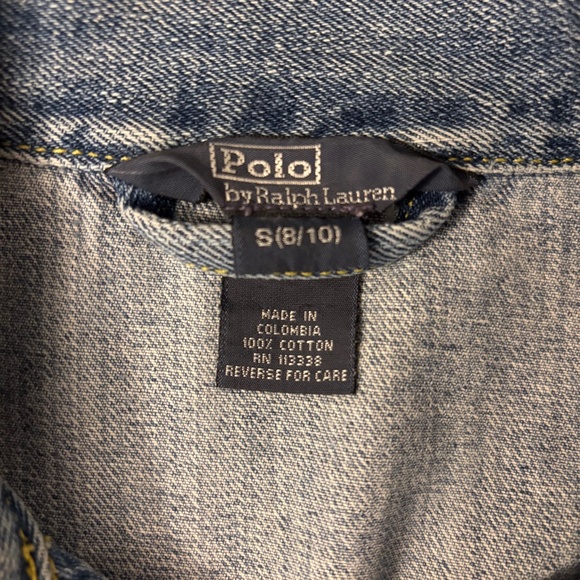 Polo
by Ralph Lauren
S(8/10)
MADE IN
COLOMBIA
100% COTTON
RN 113338
REVERSE FOR CARE